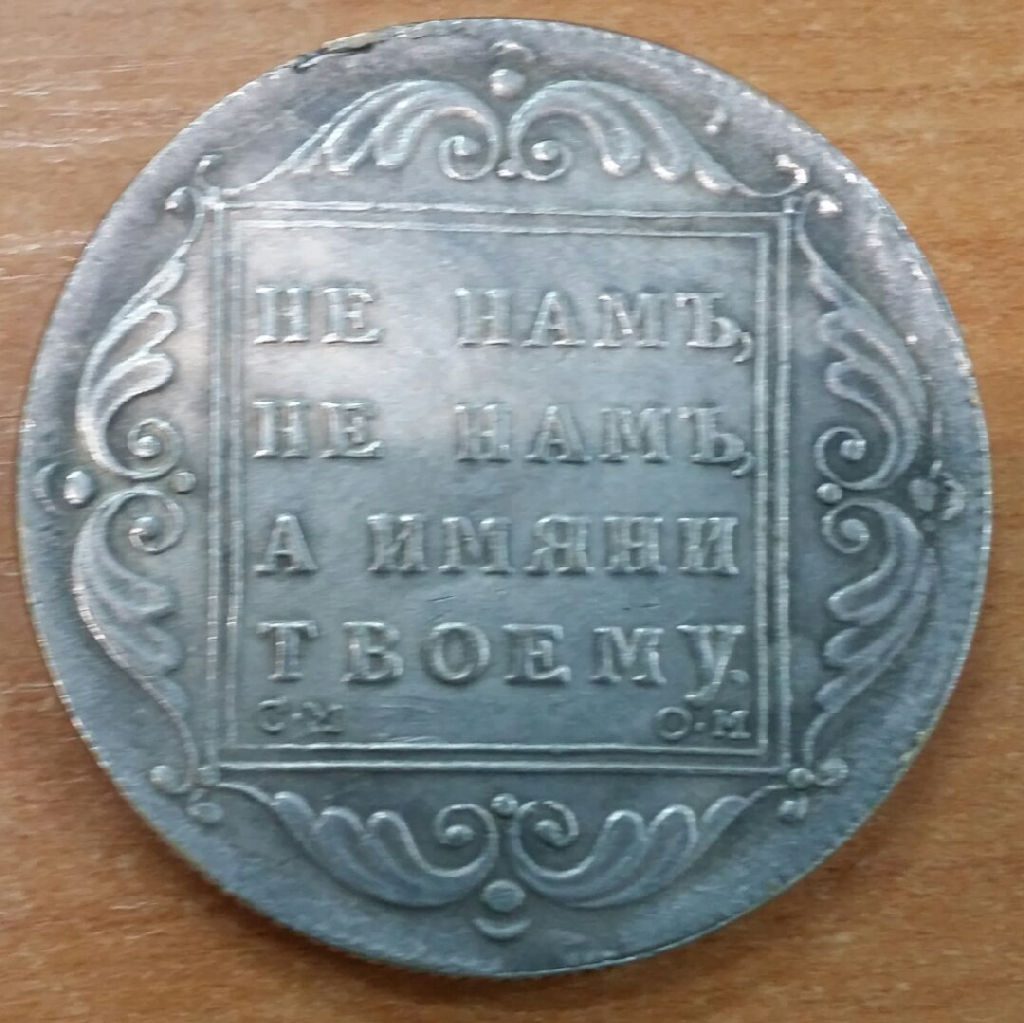 НЕ НАМЪ,
НЕ НАМЪ,
А ИМЯНИ
ТВОЕМУ.
С·М О·М